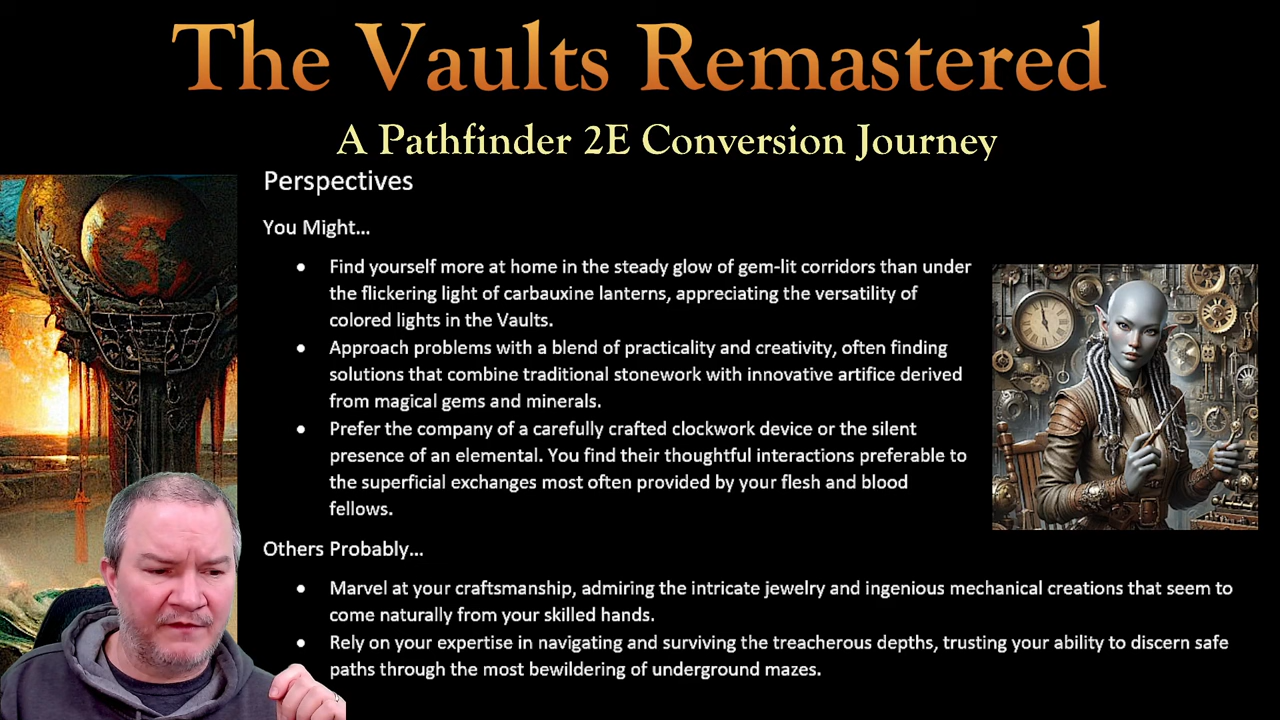 The Vaults Remastered
A Pathfinder 2E Conversion Journey
Perspectives
You Might...
• Find yourself more at home in the steady glow of gem-lit corridors than under
the flickering light of carbauxine lanterns, appreciating the versatility of
colored lights in the Vaults.
• Approach problems with a blend of practicality and creativity, often finding
solutions that combine traditional stonework with innovative artifice derived
from magical gems and minerals.
• Prefer the company of a carefully crafted clockwork device or the silent
presence of an elemental. You find their thoughtful interactions preferable to
the superficial exchanges most often provided by your flesh and blood
fellows.
Others Probably...
• Marvel at your craftsmanship, admiring the intricate jewelry and ingenious mechanical creations that seem to
come naturally from your skilled hands.
• Rely on your expertise in navigating and surviving the treacherous depths, trusting your ability to discern safe
paths through the most bewildering of underground mazes.